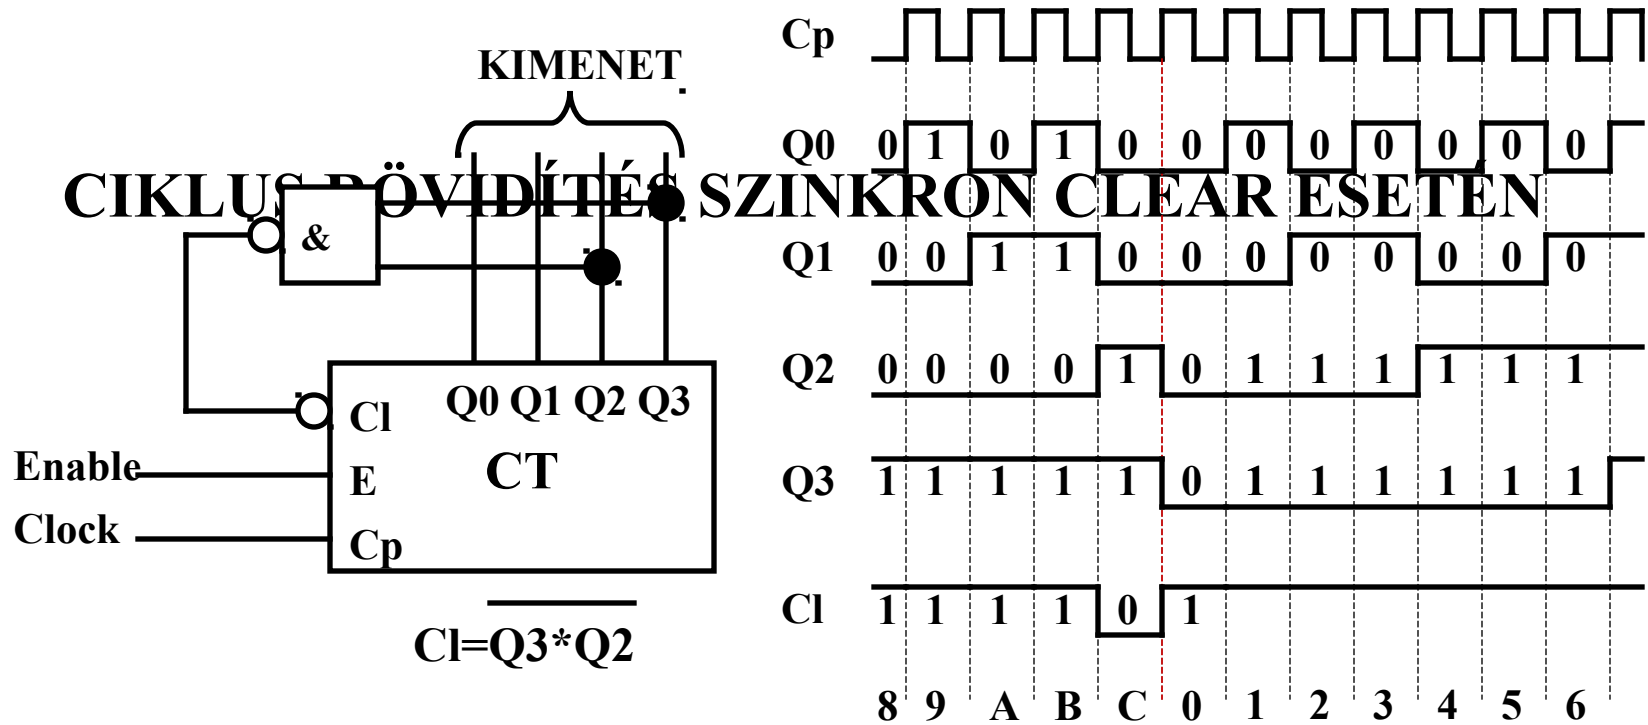 CIKLUS RÖVIDÍTÉS SZINKRON CLEAR ESETÉN
KIMENET
&
Q0 Q1 Q2 Q3
Cl
E
Cp
CT
Enable
Clock
Cl=Q3*Q2
Cp
Q0 0 1 0 1 0 0 0 0 0 0 0 0
Q1 0 0 1 1 0 0 0 0 0 0 0 0
Q2 0 0 0 0 1 0 1 1 1 1 1 1
Q3 1 1 1 1 1 0 1 1 1 1 1 1
Cl 1 1 1 1 0 1
8 9 A B C 0 1 2 3 4 5 6